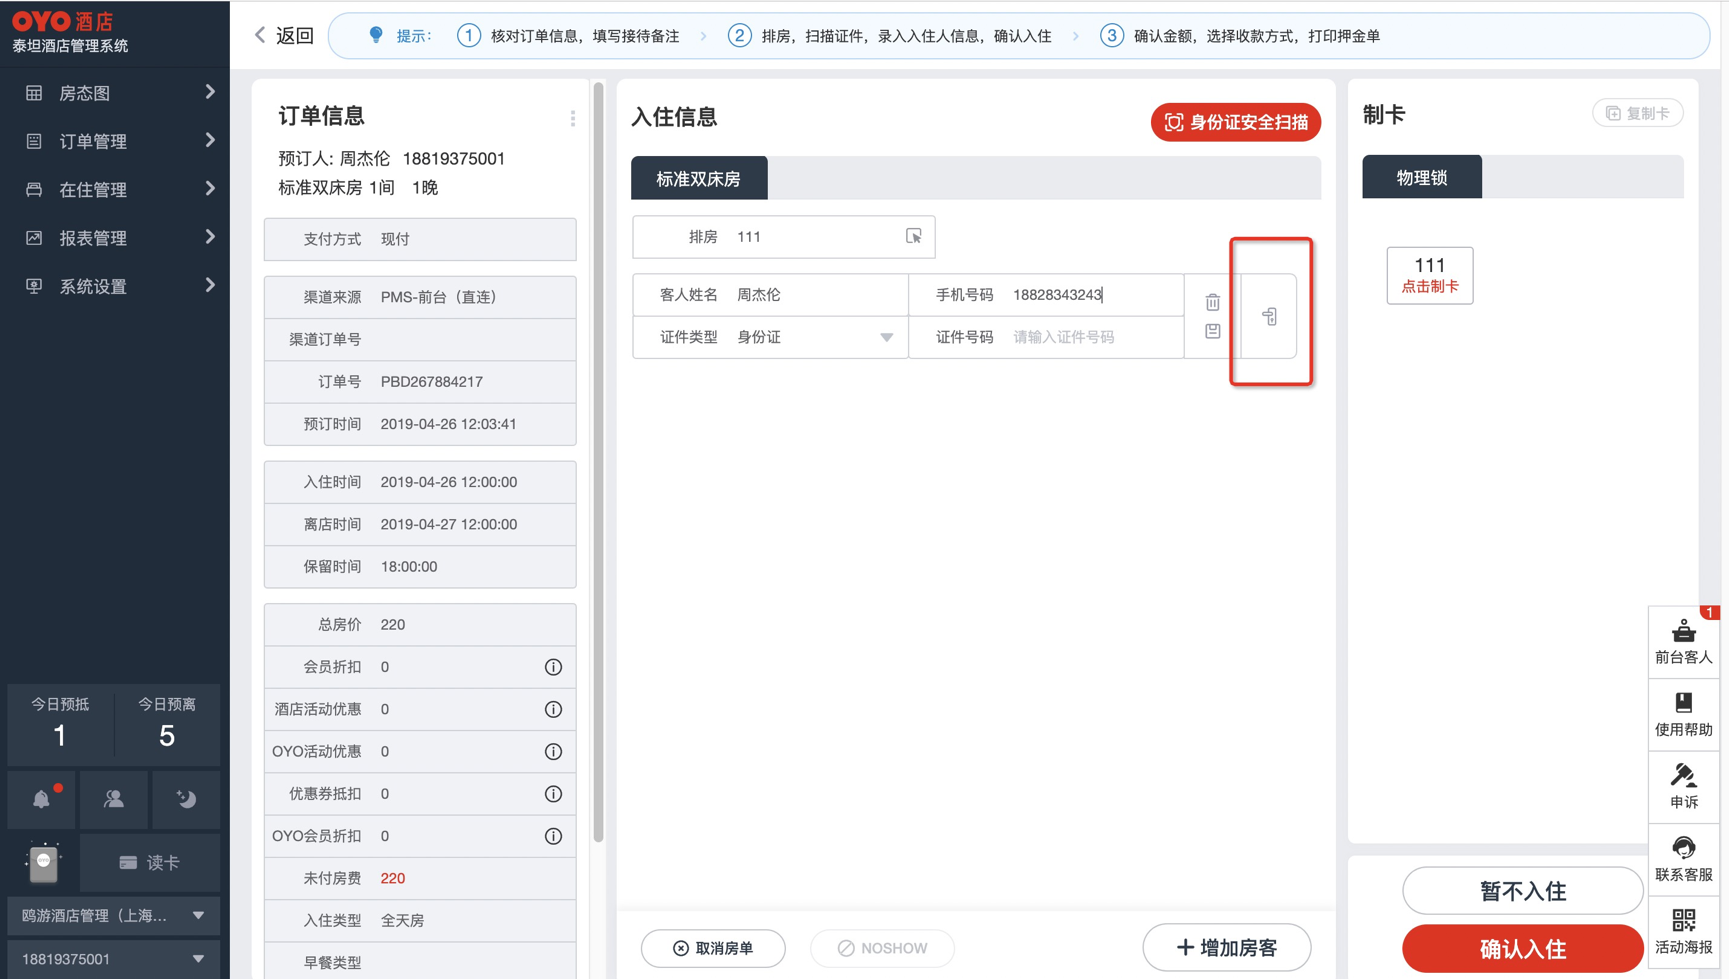 OYO 酒店
泰坦酒店管理系统
房态图
订单管理
在住管理
报表管理
系统设置
今日预抵
1
今日预离
5
读卡
鸥游酒店管理（上海...
18819375001
返回
提示：
1 核对订单信息，填写接待备注
2 排房，扫描证件，录入入住人信息，确认入住
3 确认金额，选择收款方式，打印押金单
订单信息
预订人: 周杰伦 18819375001
标准双床房 1间 1晚
支付方式 现付
渠道来源 PMS-前台（直连）
渠道订单号
订单号 PBD267884217
预订时间 2019-04-26 12:03:41
入住时间 2019-04-26 12:00:00
离店时间 2019-04-27 12:00:00
保留时间 18:00:00
总房价 220
会员折扣 0
酒店活动优惠 0
OYO活动优惠 0
优惠券抵扣 0
OYO会员折扣 0
未付房费 220
入住类型 全天房
早餐类型
入住信息
身份证安全扫描
标准双床房
排房 111
客人姓名 周杰伦
手机号码 18828343243
证件类型 身份证
证件号码 请输入证件号码
取消房单
NOSHOW
增加房客
制卡
复制卡
物理锁
111
点击制卡
暂不入住
确认入住
1
前台客人
使用帮助
申诉
联系客服
活动海报